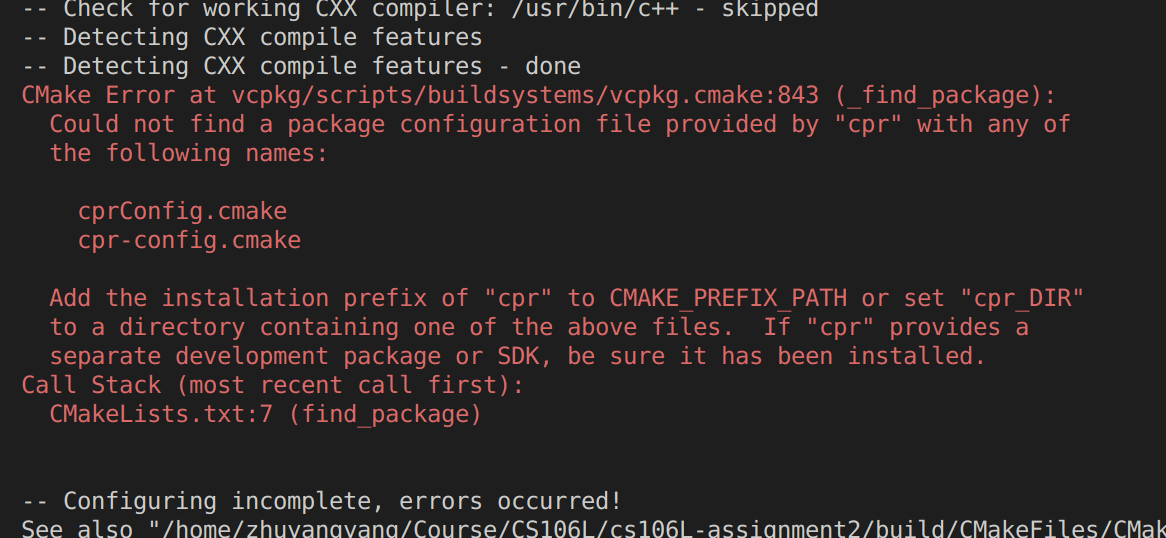 -- Check for working CXX compiler: /usr/bin/c++ - skipped
-- Detecting CXX compile features
-- Detecting CXX compile features - done
CMake Error at vcpkg/scripts/buildsystems/vcpkg.cmake:843 (_find_package):
Could not find a package configuration file provided by "cpr" with any of
the following names:
cprConfig.cmake
cpr-config.cmake
Add the installation prefix of "cpr" to CMAKE_PREFIX_PATH or set "cpr_DIR"
to a directory containing one of the above files.  If "cpr" provides a
separate development package or SDK, be sure it has been installed.
Call Stack (most recent call first):
CMakeLists.txt:7 (find_package)
-- Configuring incomplete, errors occurred!
See also "/home/zhuyangyang/Course/CS106L/cs106L-assignment2/build/CMakeFiles/CMak